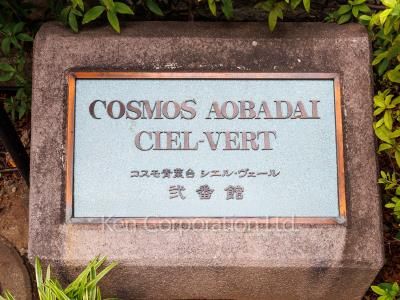 COSMOS AOBADAI
CIEL-VERT
コスモ青葉台 シエル・ヴェール
弐番館
Ken Corporation Ltd.